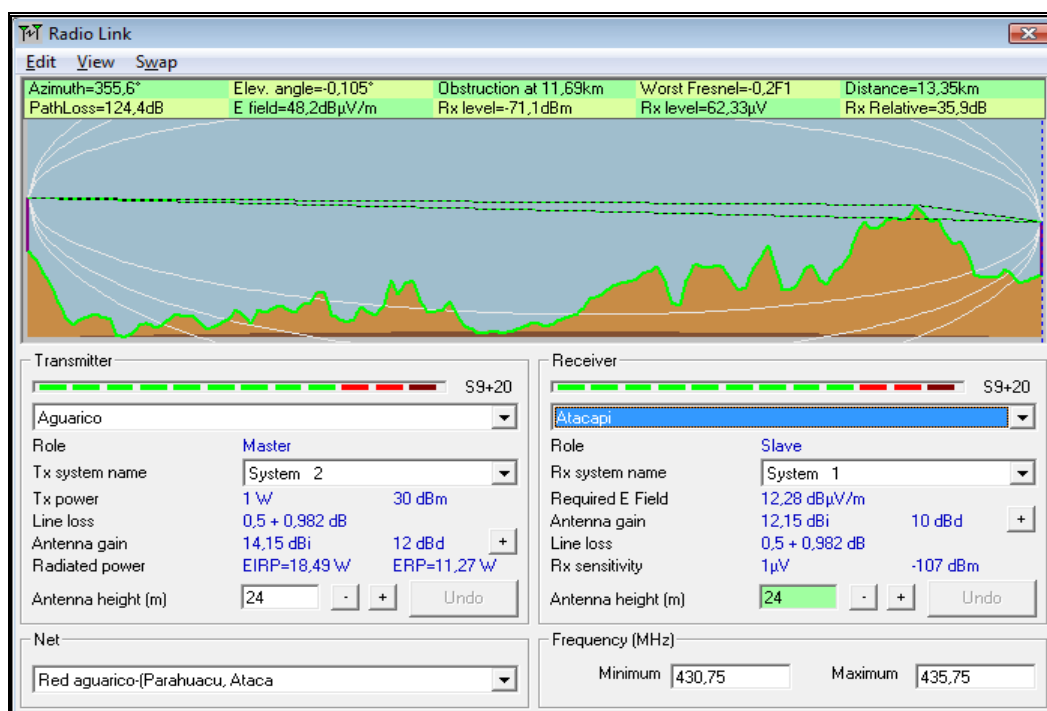 Radio Link
Edit View Swap
Azimuth=355,6° Elev. angle=-0,105° Obstruction at 11,69km Worst Fresnel=-0,2F1 Distance=13,35km
PathLoss=124,4dB E field=48,2dBµV/m Rx level=-71,1dBm Rx level=62,33µV Rx Relative=35,9dB
Transmitter
S9+20
Aguarico
Role Master
Tx system name System 2
Tx power 1 W 30 dBm
Line loss 0,5 + 0,982 dB
Antenna gain 14,15 dBi 12 dBd +
Radiated power EIRP=18,49 W ERP=11,27 W
Antenna height (m) 24 - + Undo
Net
Red aguarico-(Parahuacu, Ataca
Receiver
S9+20
Atacapi
Role Slave
Rx system name System 1
Required E Field 12,28 dBµV/m
Antenna gain 12,15 dBi 10 dBd +
Line loss 0,5 + 0,982 dB
Rx sensitivity 1µV -107 dBm
Antenna height (m) 24 - + Undo
Frequency (MHz)
Minimum 430,75 Maximum 435,75